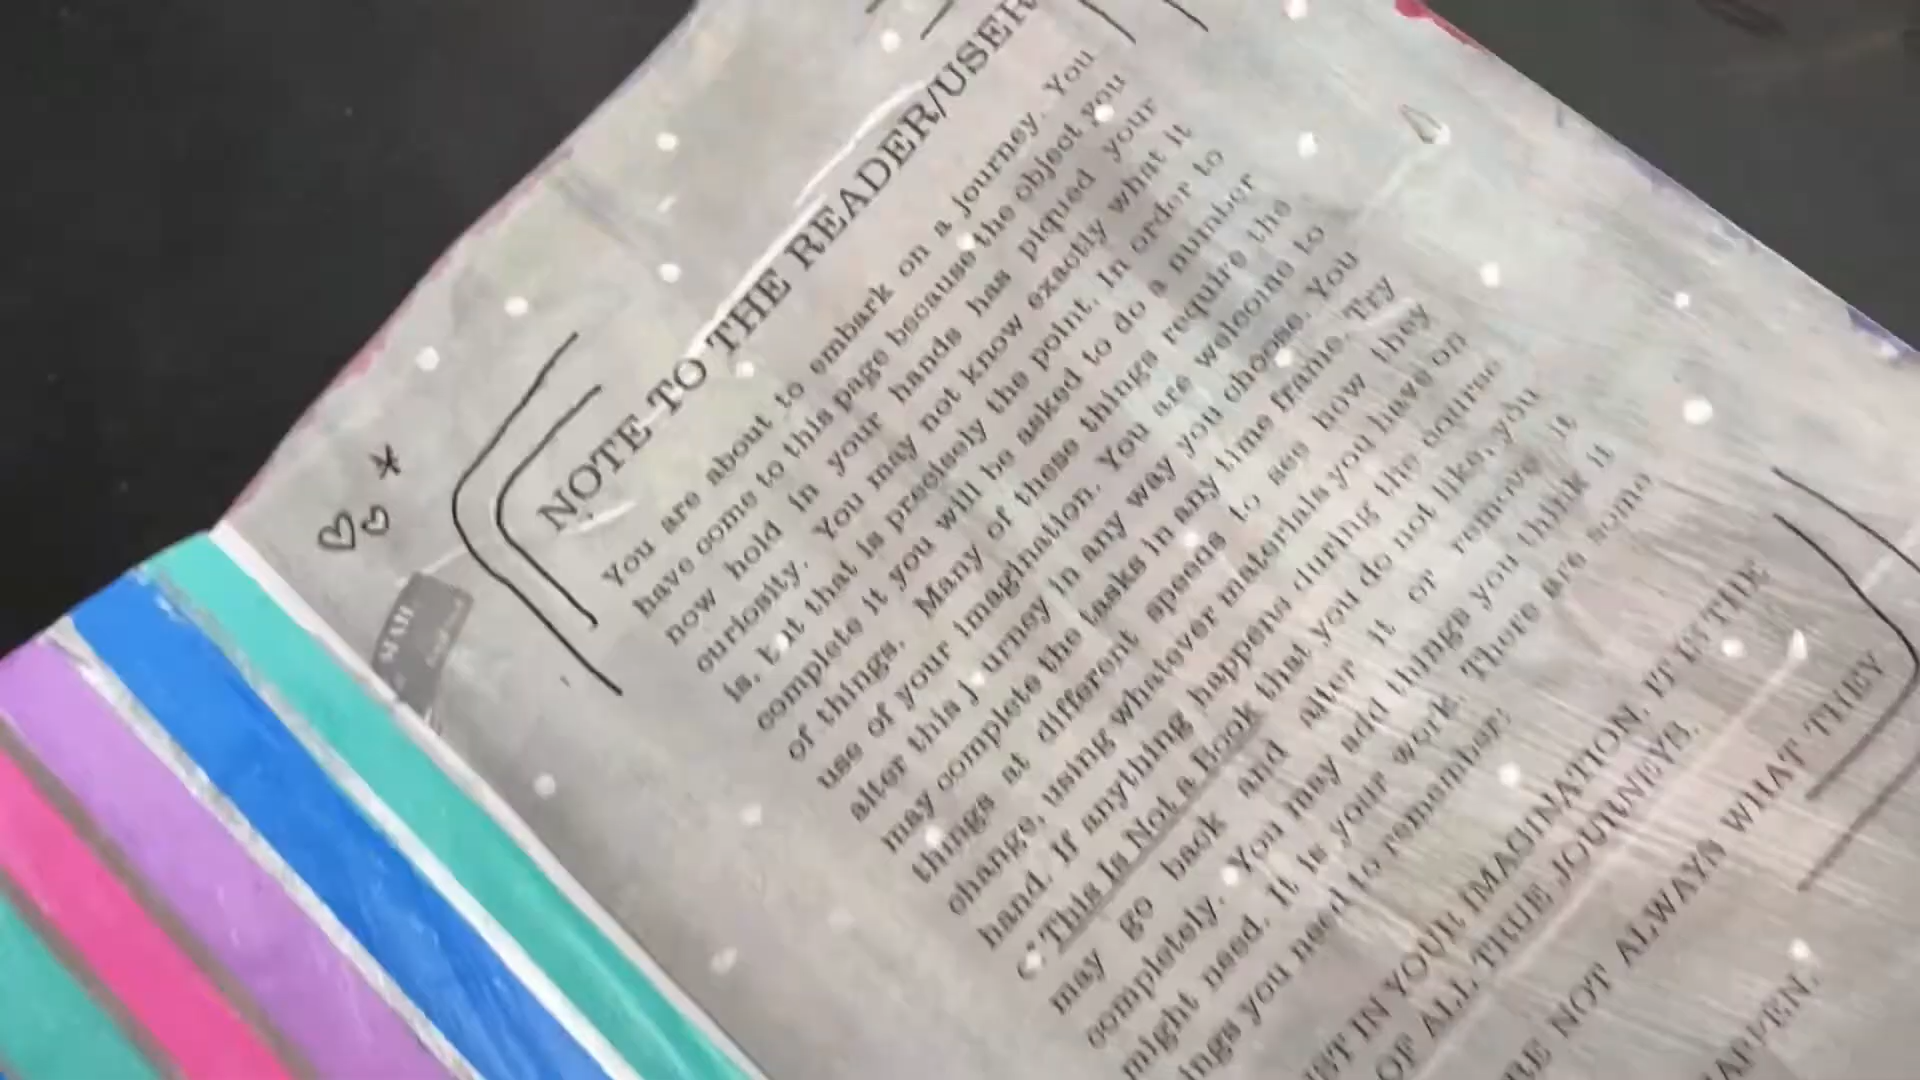 NOTE TO THE READER/USER
You are about to embark on a journey. You
have come to this page because the object you
now hold in your hands has piqued your
curiosity. You may not know exactly what it
is, but that is precisely the point. In order to
complete it you will be asked to do a number
of things. Many of these things require the
use of your imagination. You are welcome to
alter this journey in any way you choose. You
may complete the tasks in any time frame. Try
things at different speeds to see how they
change, using whatever materials you have on
hand. If anything happens during the course
of This Is Not a Book that you do not like, you
may go back and alter it or remove it
completely. You may add things you think it
might need. It is your work. There are some
ings you need to remember:
IN YOUR IMAGINATION. IT IS THE
OF ALL TRUE JOURNEYS.
RE NOT ALWAYS WHAT THEY